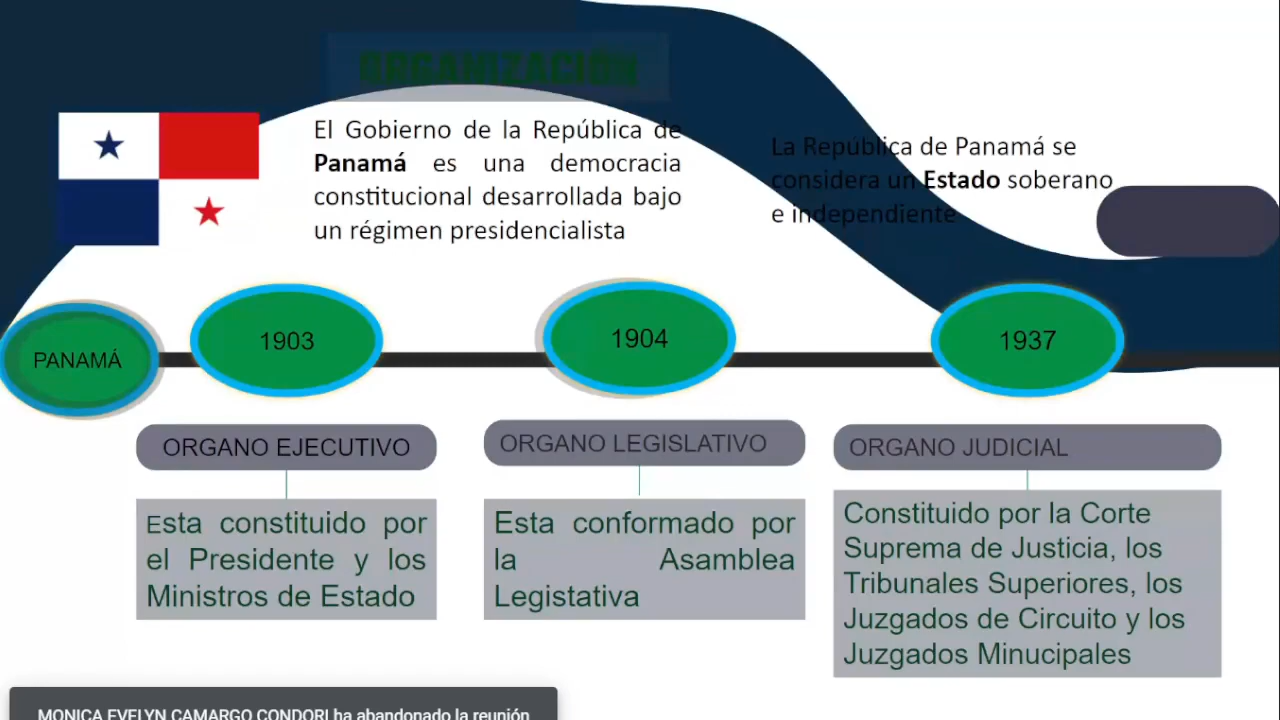 ORGANIZACIÓN
El Gobierno de la República de
Panamá es una democracia
constitucional desarrollada bajo
un régimen presidencialista
La República de Panamá se
considera un Estado soberano
e independiente
PANAMÁ
1903
1904
1937
ORGANO EJECUTIVO
ORGANO LEGISLATIVO
ORGANO JUDICIAL
Esta constituido por
el Presidente y los
Ministros de Estado
Esta conformado por
la Asamblea
Legistativa
Constituido por la Corte
Suprema de Justicia, los
Tribunales Superiores, los
Juzgados de Circuito y los
Juzgados Minucipales
MONICA EVELYN CAMARGO CONDORI ha abandonado la reunión